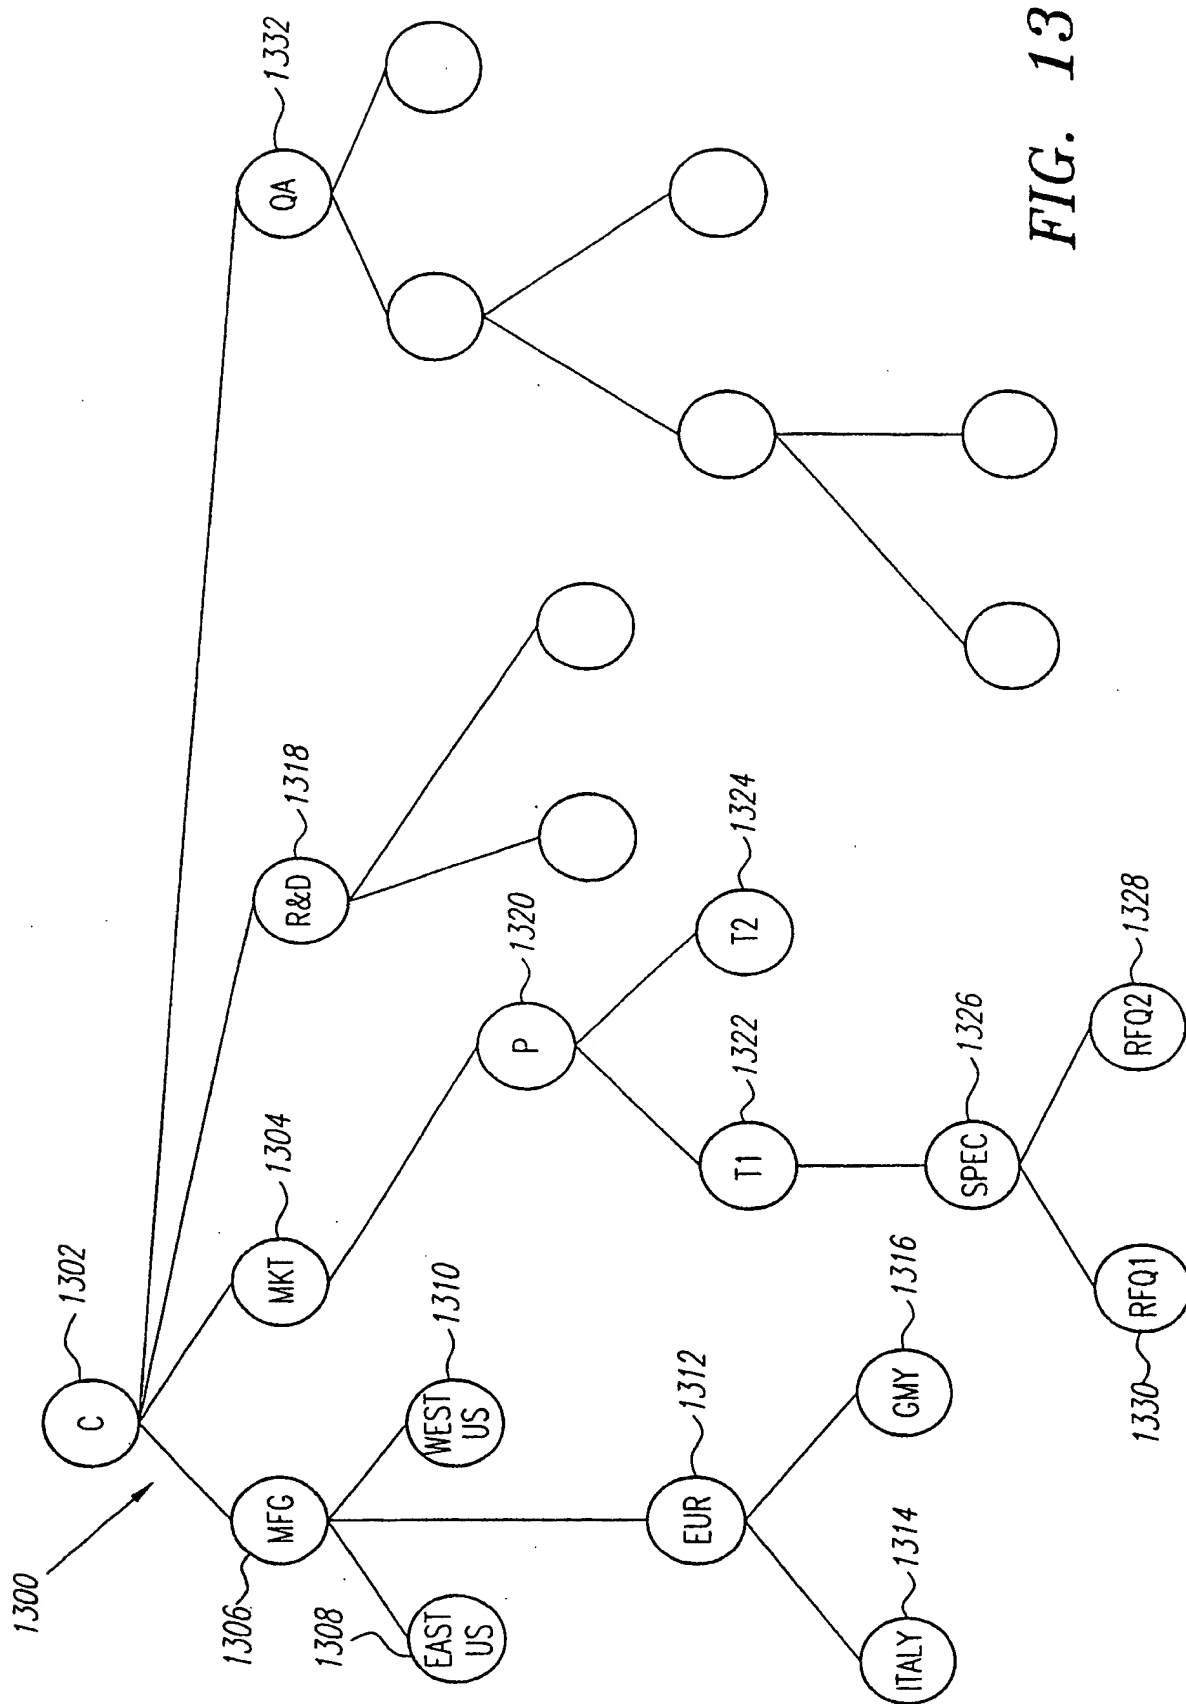 1300
C
1302
MFG
1306
MKT
1304
R&D
1318
QA
1332
EAST
US
1308
WEST
US
1310
P
1320
EUR
1312
T1
1322
T2
1324
ITALY
1314
GMY
1316
SPEC
1326
RFQ1
1330
RFQ2
1328
FIG. 13